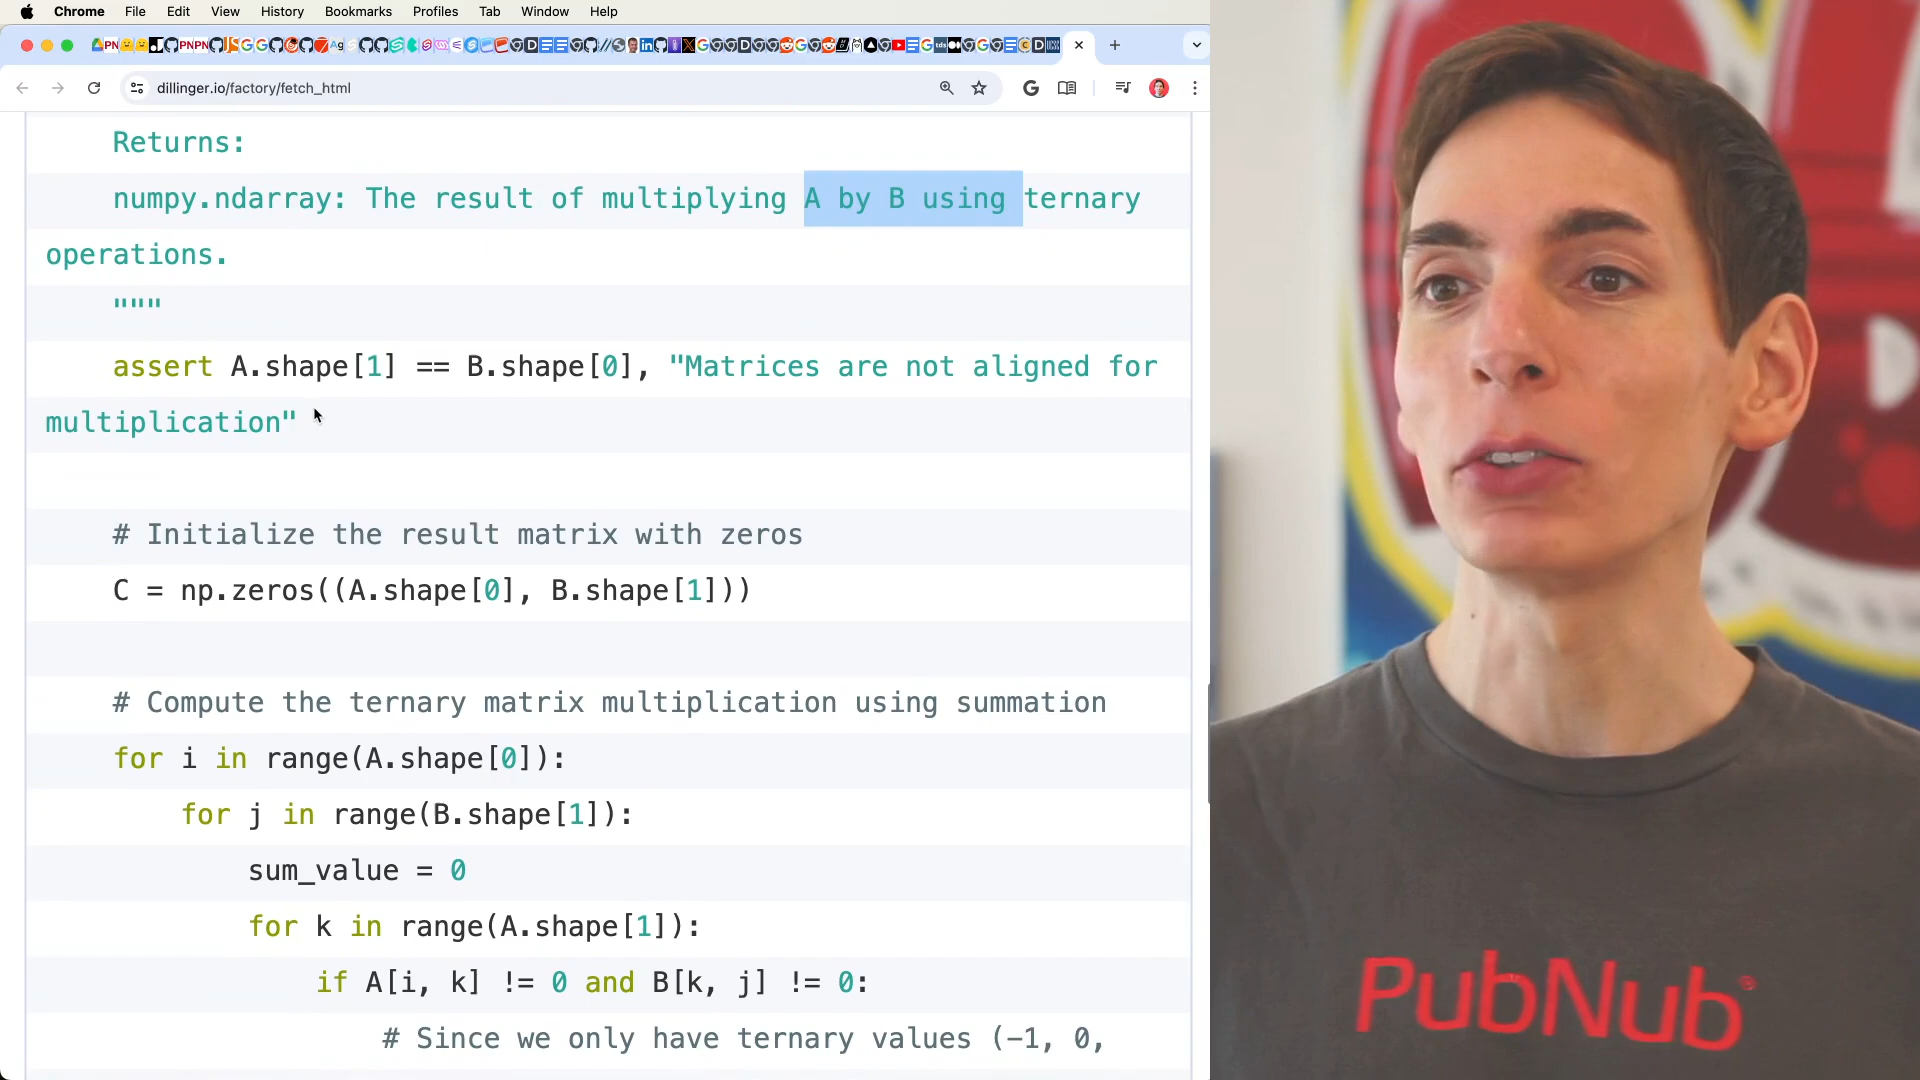 Chrome File Edit View History Bookmarks Profiles Tab Window Help
dillinger.io/factory/fetch_html
Returns:
numpy.ndarray: The result of multiplying A by B using ternary
operations.
"""
assert A.shape[1] == B.shape[0], "Matrices are not aligned for
multiplication"
# Initialize the result matrix with zeros
C = np.zeros((A.shape[0], B.shape[1]))
# Compute the ternary matrix multiplication using summation
for i in range(A.shape[0]):
for j in range(B.shape[1]):
sum_value = 0
for k in range(A.shape[1]):
if A[i, k] != 0 and B[k, j] != 0:
# Since we only have ternary values (-1, 0,
PubNub